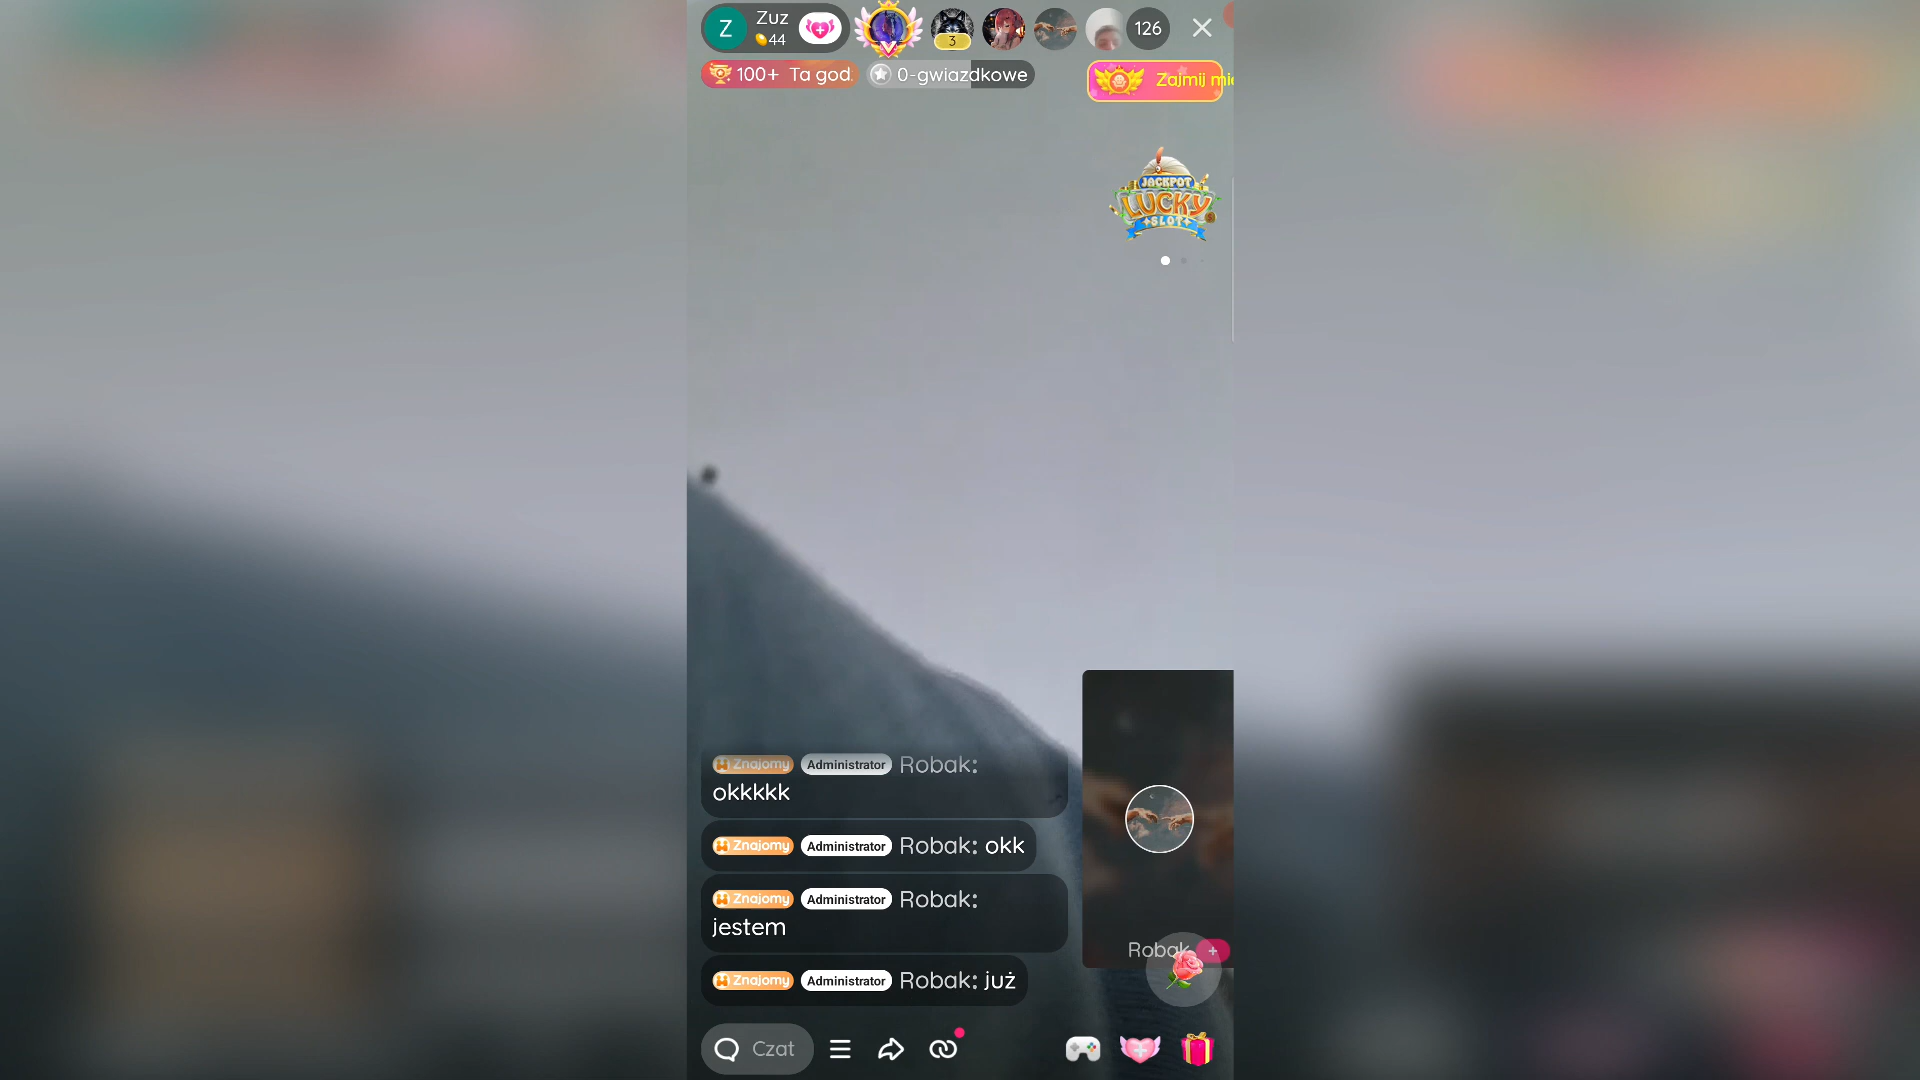 Z
Zuz
44
3
126
100+ Ta god.
0-gwiazdkowe
Zajmij
JACKPOT
LUCKY
SLOT
Znajomy Administrator Robak:
okkkkk
Znajomy Administrator Robak: okk
Znajomy Administrator Robak:
jestem
Znajomy Administrator Robak: już
Robak
Czat